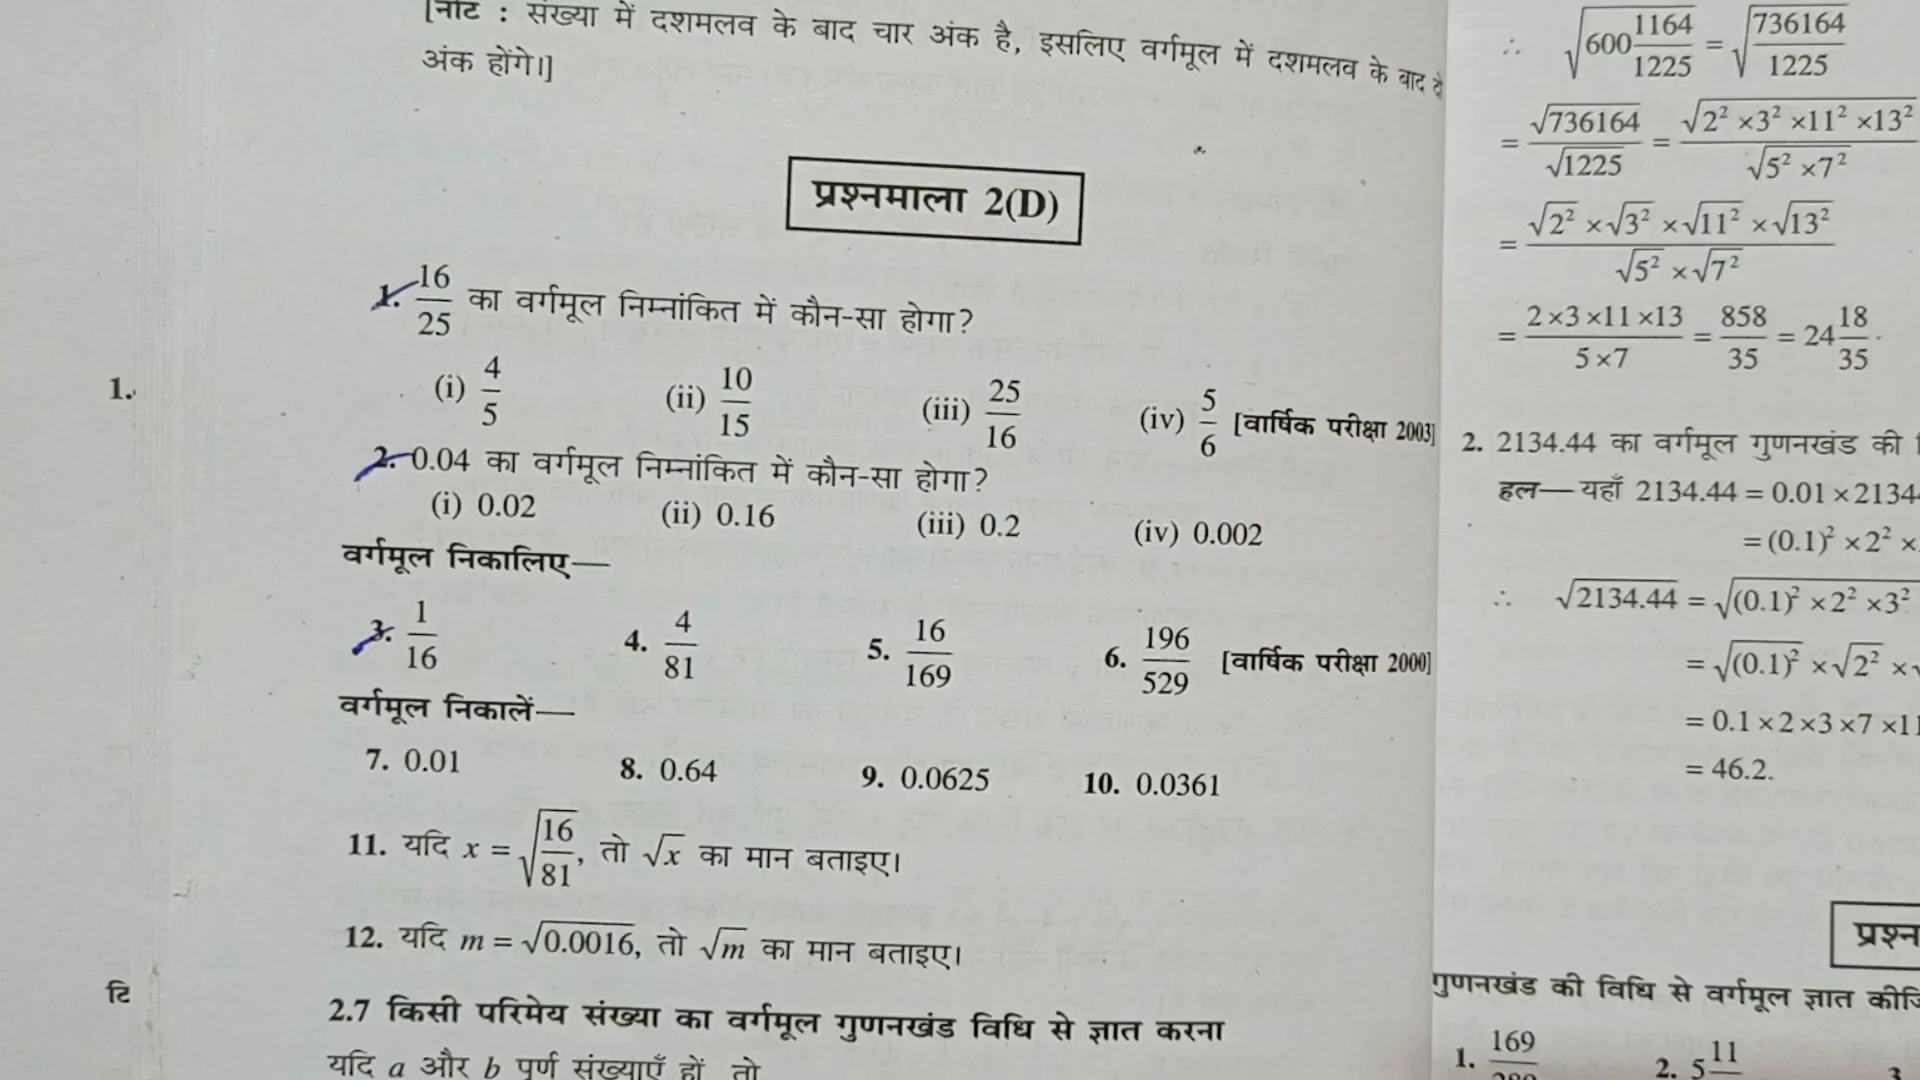 [नोट : संख्या में दशमलव के बाद चार अंक है, इसलिए वर्गमूल में दशमलव के बाद दो
अंक होंगे।]
प्रश्नमाला 2(D)
1. 16/25 का वर्गमूल निम्नांकित में कौन-सा होगा?
(i) 4/5 (ii) 10/15 (iii) 25/16 (iv) 5/6 [वार्षिक परीक्षा 2003]
2. 0.04 का वर्गमूल निम्नांकित में कौन-सा होगा?
(i) 0.02 (ii) 0.16 (iii) 0.2 (iv) 0.002
वर्गमूल निकालिए—
3. 1/16 4. 4/81 5. 16/169 6. 196/529 [वार्षिक परीक्षा 2000]
वर्गमूल निकालें—
7. 0.01 8. 0.64 9. 0.0625 10. 0.0361
11. यदि x = √(16/81), तो √x का मान बताइए।
12. यदि m = √0.0016, तो √m का मान बताइए।
2.7 किसी परिमेय संख्या का वर्गमूल गुणनखंड विधि से ज्ञात करना
यदि a और b पूर्ण संख्याएँ हों तो
1.
टि
∴ √(600 1164/1225) = √(736164/1225)
= √736164/√1225 = √(2² ×3² ×11² ×13²)/√(5² ×7²)
= (√2² ×√3² ×√11² ×√13²)/(√5² ×√7²)
= (2×3×11×13)/(5×7) = 858/35 = 24 18/35.
2. 2134.44 का वर्गमूल गुणनखंड की
हल— यहाँ 2134.44 = 0.01 ×2134
= (0.1)² ×2² ×
∴ √2134.44 = √(0.1)² ×2² ×3²
= √(0.1)² ×√2² ×
= 0.1×2×3×7×11
= 46.2.
प्रश्न
गुणनखंड की विधि से वर्गमूल ज्ञात
1. 169 2. 5 11 3